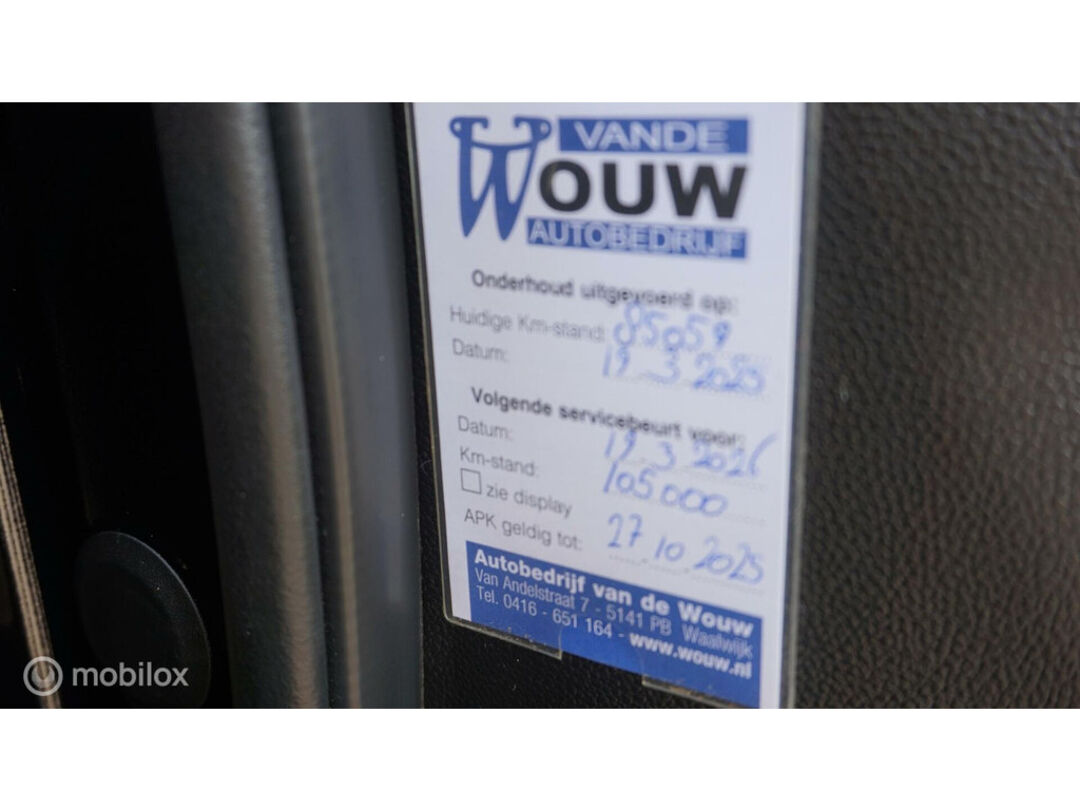 VANDE
WOUW
AUTOBEDRIJF
Onderhoud uitgevoerd op:
Huidige Km-stand: 85059
Datum: 19 3 2025
Volgende servicebeurt voor:
Datum: 19 3 2026
Km-stand: 105.000
zie display
APK geldig tot: 27 10 2025
Autobedrijf van de Wouw
Van Andelstraat 7 - 5141 PB Waalwijk
Tel. 0416 - 651 164 - www.wouw.nl
mobilox